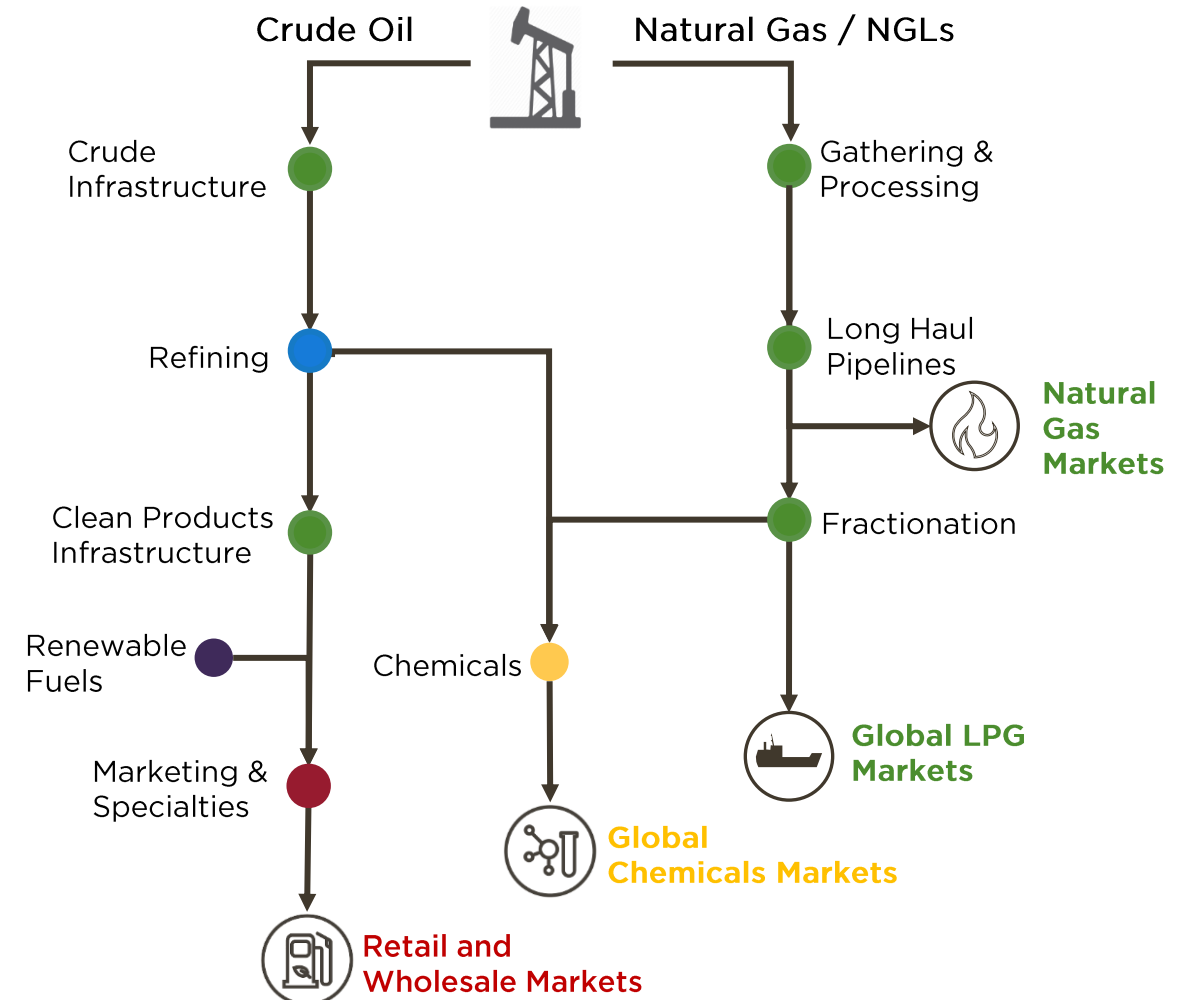 Crude Oil
Natural Gas / NGLs
Crude
Infrastructure
Gathering &
Processing
Refining
Long Haul
Pipelines
Natural
Gas
Markets
Clean Products
Infrastructure
Fractionation
Renewable
Fuels
Chemicals
Global LPG
Markets
Marketing &
Specialties
Global
Chemicals Markets
Retail and
Wholesale Markets